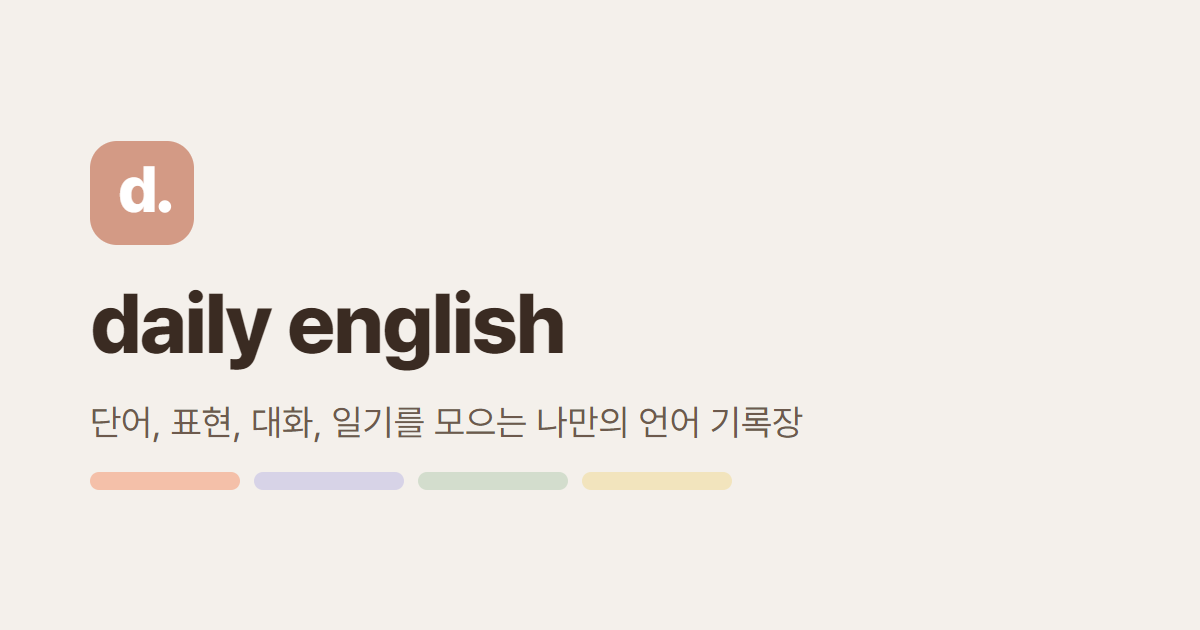 d.
daily english
단어, 표현, 대화, 일기를 모으는 나만의 언어 기록장